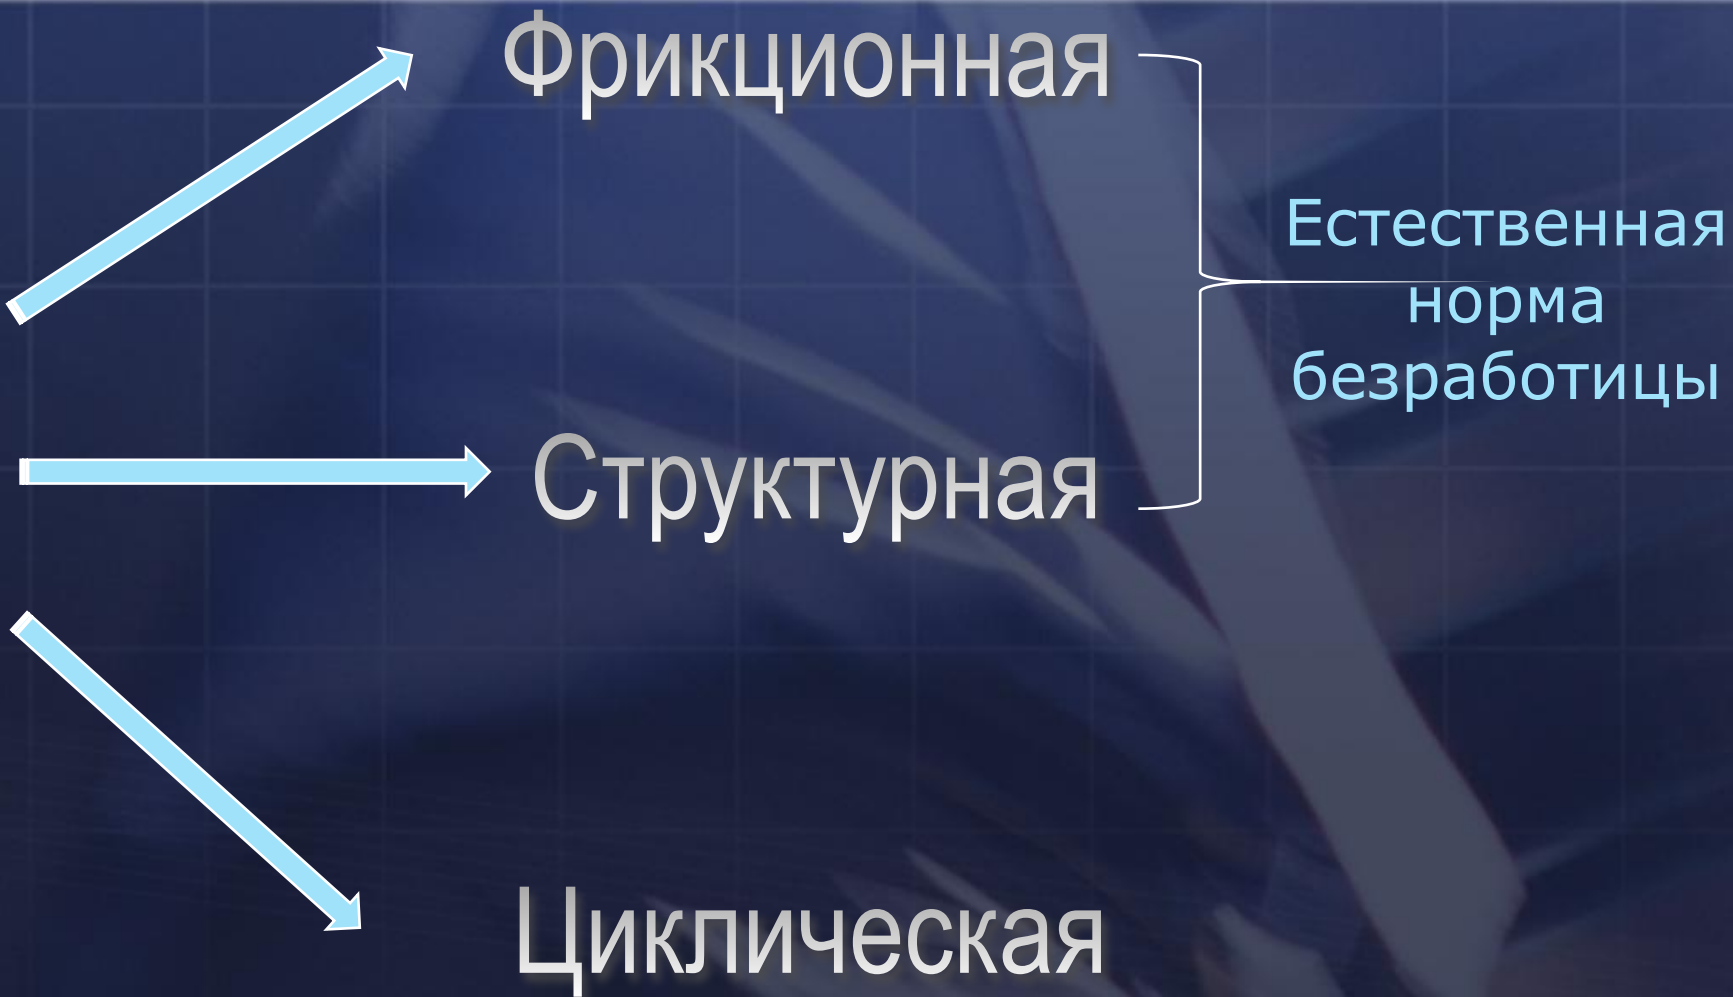 Фрикционная
Естественная
норма
безработицы
Структурная
Циклическая